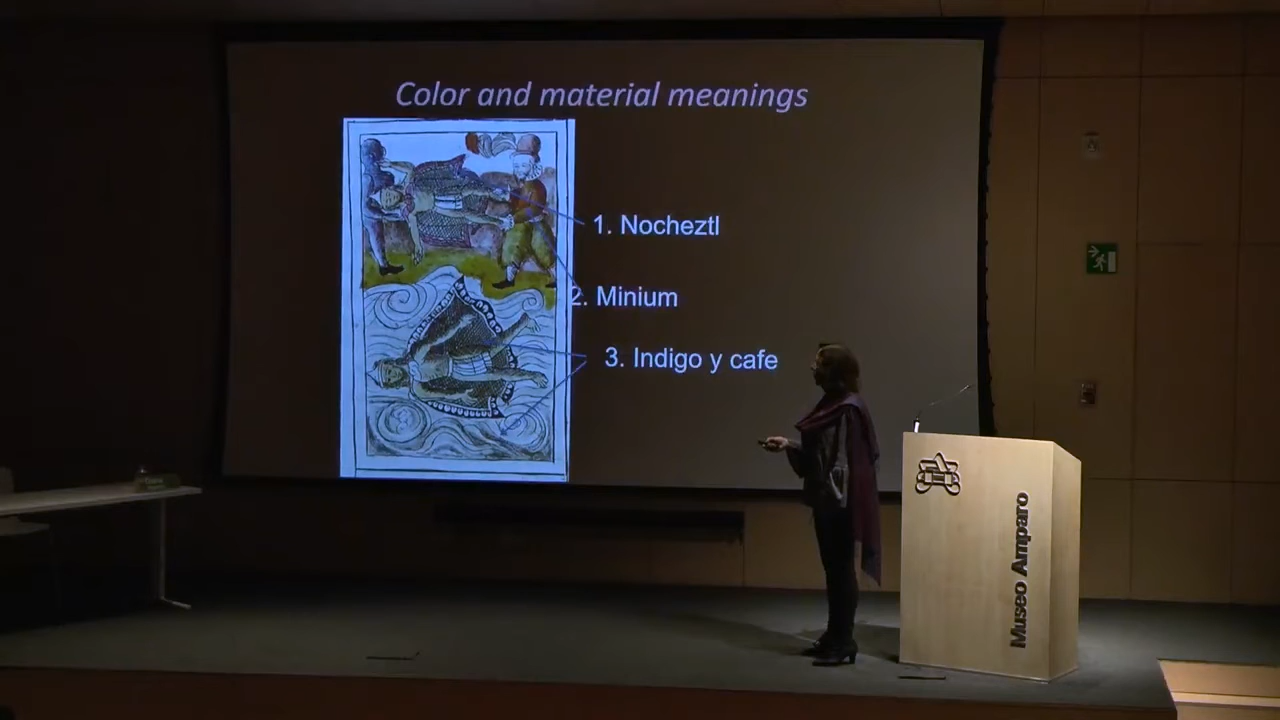 Color and material meanings
1. Nocheztl
2. Minium
3. Indigo y cafe
Museo Amparo